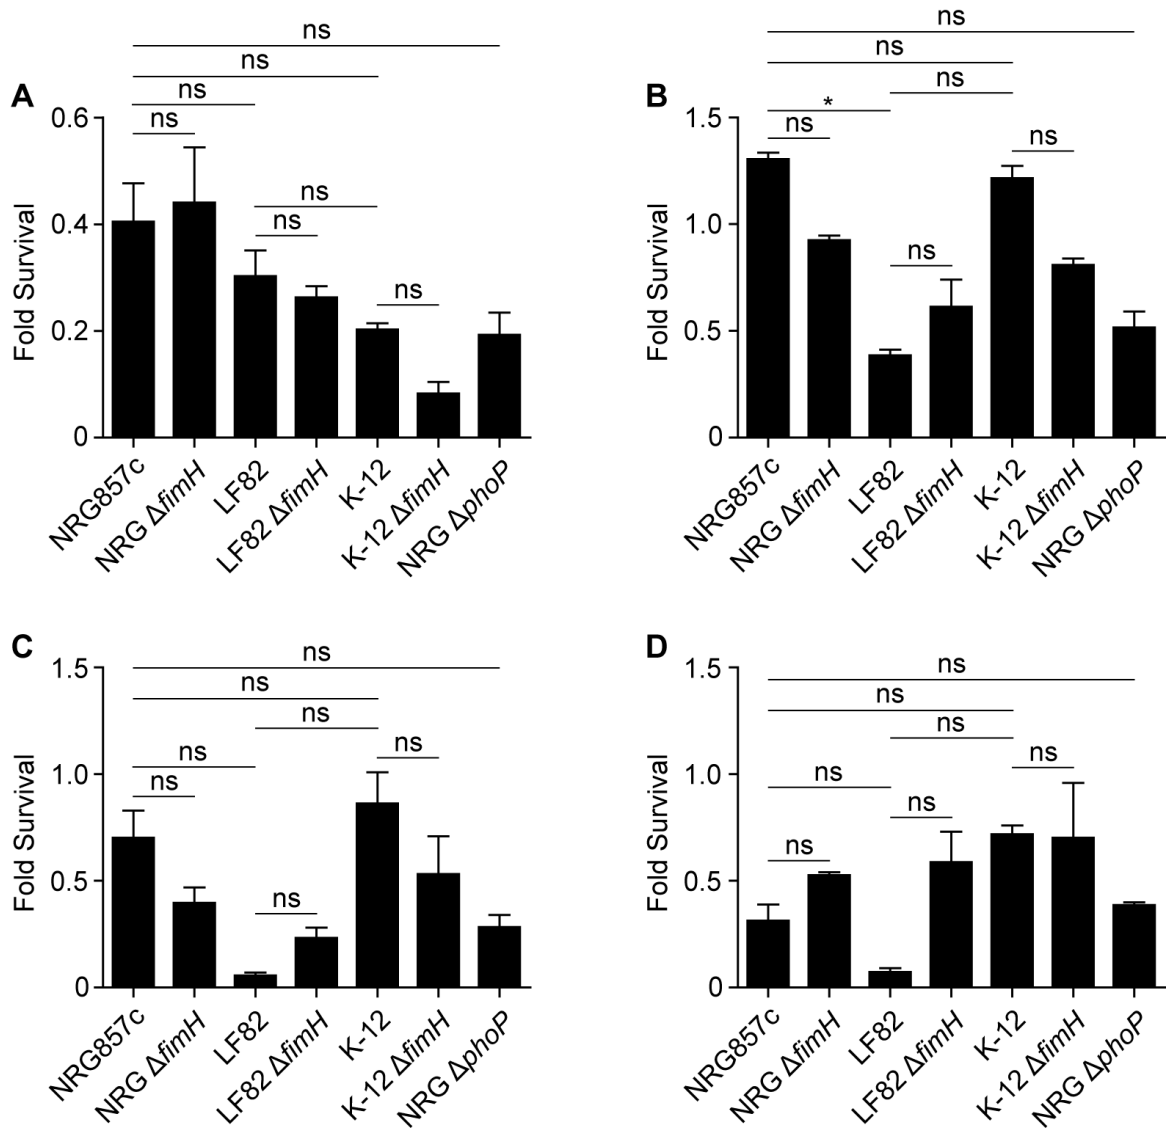 A
ns
ns
ns
ns
ns
ns
ns
Fold Survival
0.6
0.4
0.2
0
NRG857c
NRG ΔfimH
LF82
LF82 ΔfimH
K-12
K-12 ΔfimH
NRG ΔphoP
B
ns
ns
ns
*
ns
ns
ns
Fold Survival
1.5
1.0
0.5
0
NRG857c
NRG ΔfimH
LF82
LF82 ΔfimH
K-12
K-12 ΔfimH
NRG ΔphoP
C
ns
ns
ns
ns
ns
ns
ns
Fold Survival
1.5
1.0
0.5
0
NRG857c
NRG ΔfimH
LF82
LF82 ΔfimH
K-12
K-12 ΔfimH
NRG ΔphoP
D
ns
ns
ns
ns
ns
ns
ns
Fold Survival
1.5
1.0
0.5
0
NRG857c
NRG ΔfimH
LF82
LF82 ΔfimH
K-12
K-12 ΔfimH
NRG ΔphoP